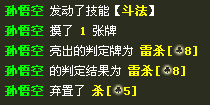 孙悟空 发动了技能【斗法】
孙悟空 摸了 1 张牌
孙悟空 亮出的判定牌为 雷杀[♣8]
孙悟空 的判定结果为 雷杀[♣8]
孙悟空 弃置了 杀[♣5]